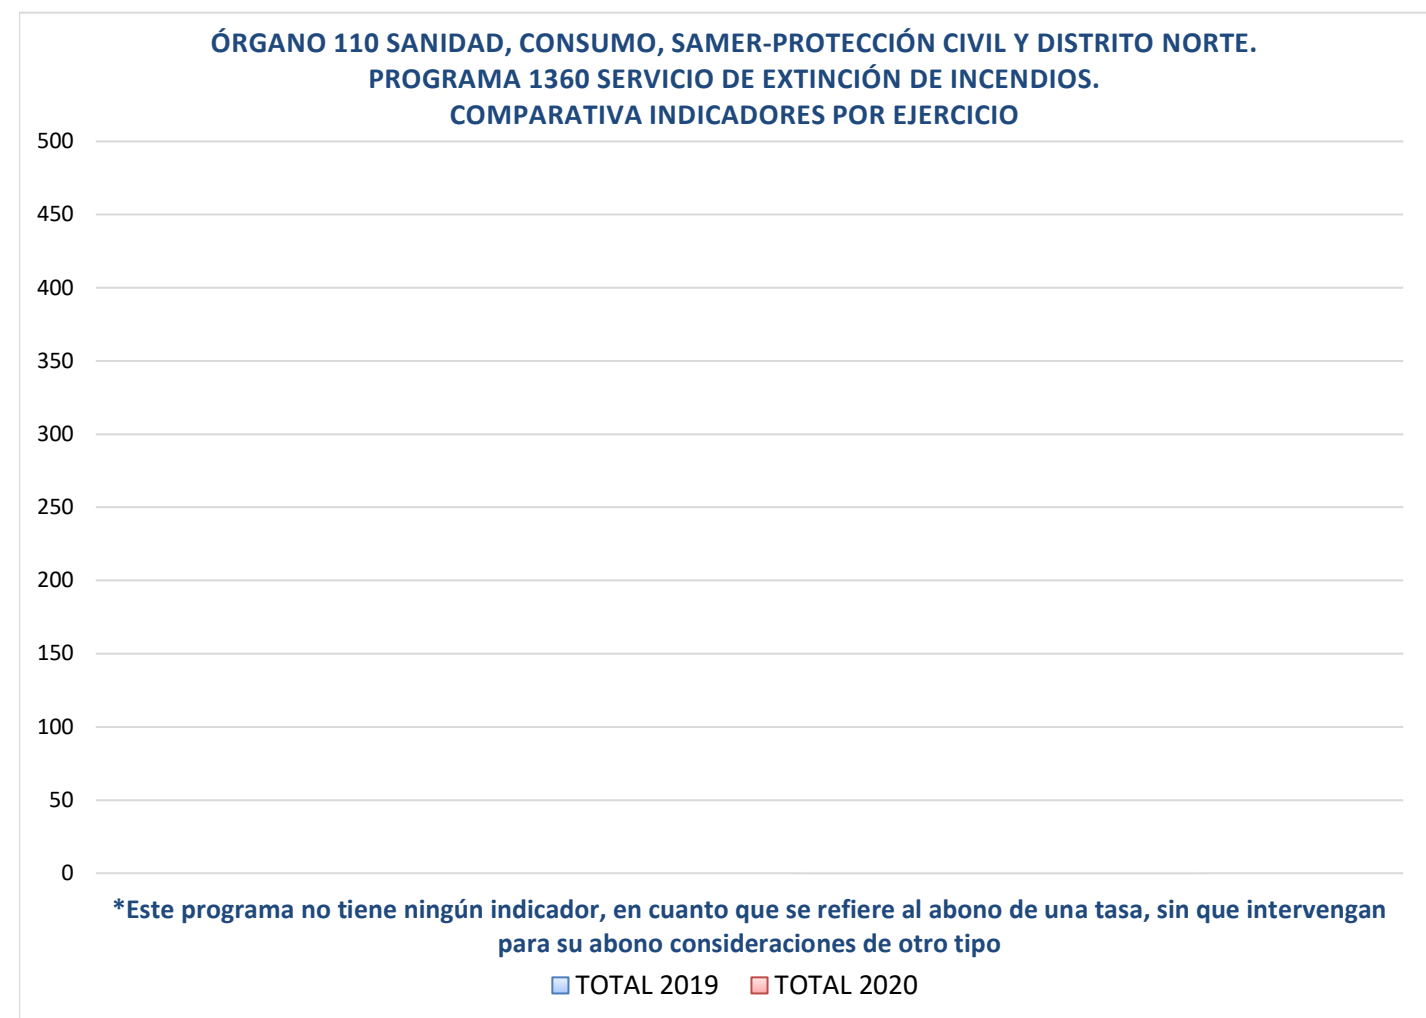 ÓRGANO 110 SANIDAD, CONSUMO, SAMER-PROTECCIÓN CIVIL Y DISTRITO NORTE.
PROGRAMA 1360 SERVICIO DE EXTINCIÓN DE INCENDIOS.
COMPARATIVA INDICADORES POR EJERCICIO
500
450
400
350
300
250
200
150
100
50
0
*Este programa no tiene ningún indicador, en cuanto que se refiere al abono de una tasa, sin que intervengan
para su abono consideraciones de otro tipo
TOTAL 2019 TOTAL 2020